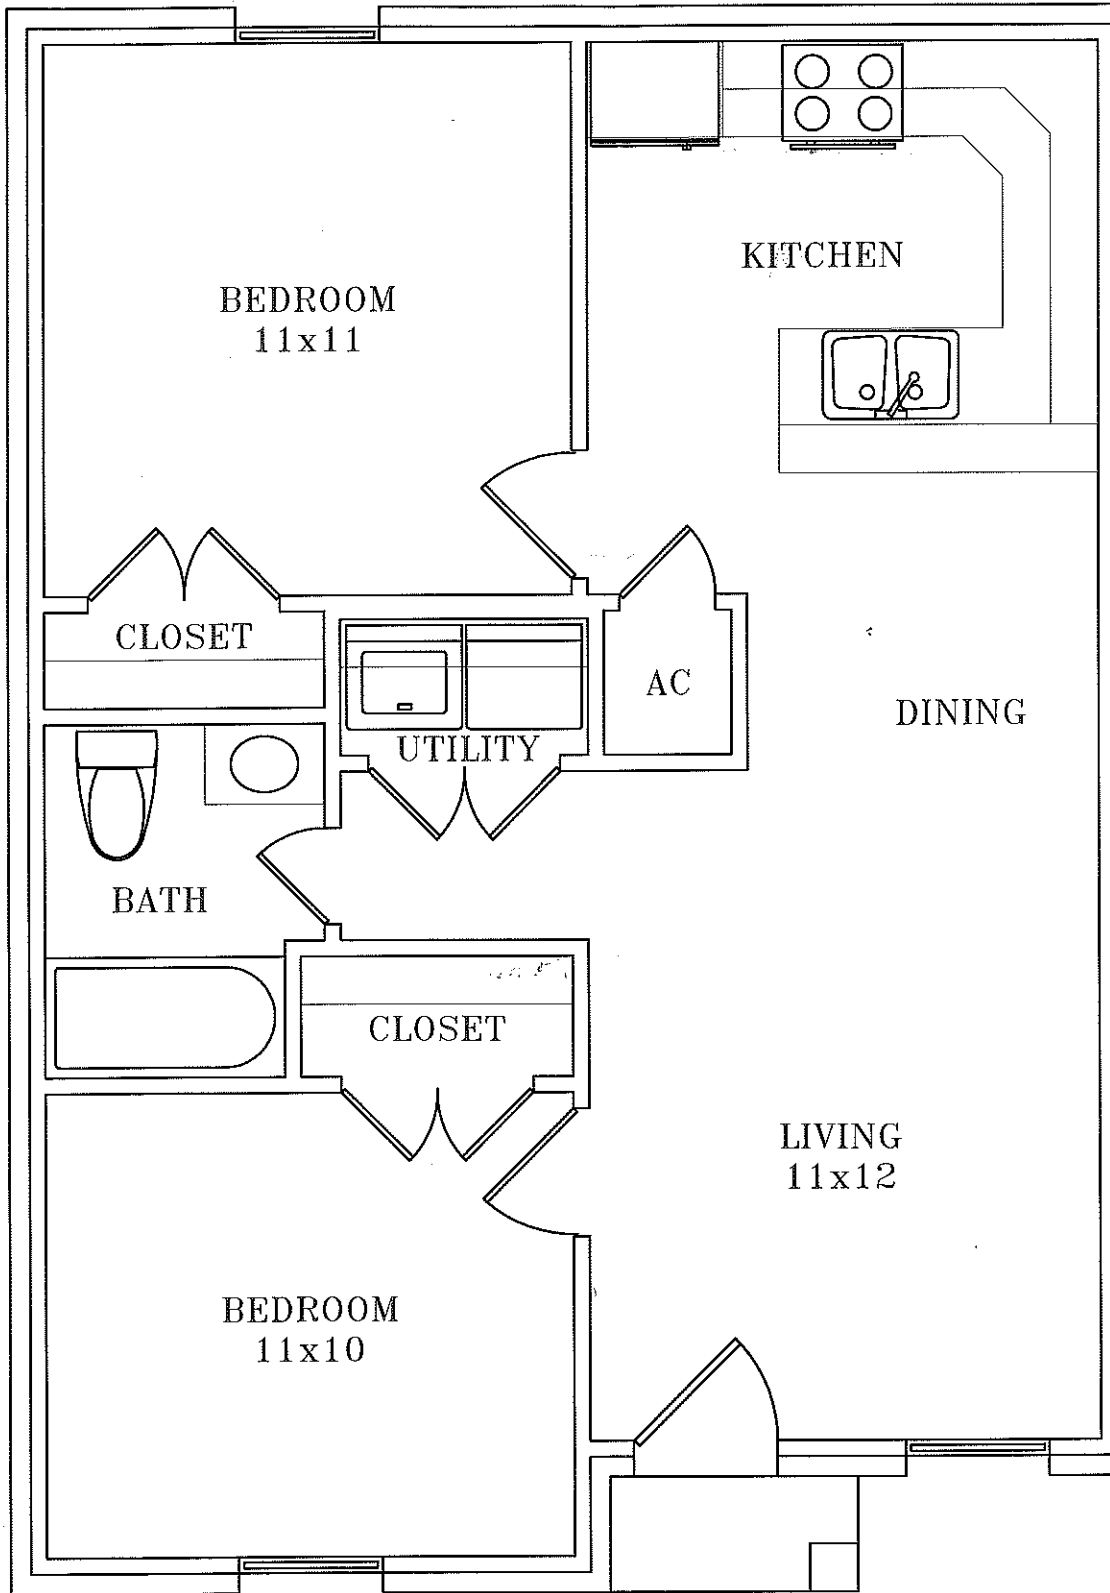 KITCHEN
BEDROOM
11x11
CLOSET
AC
DINING
UTILITY
BATH
CLOSET
LIVING
11x12
BEDROOM
11x10